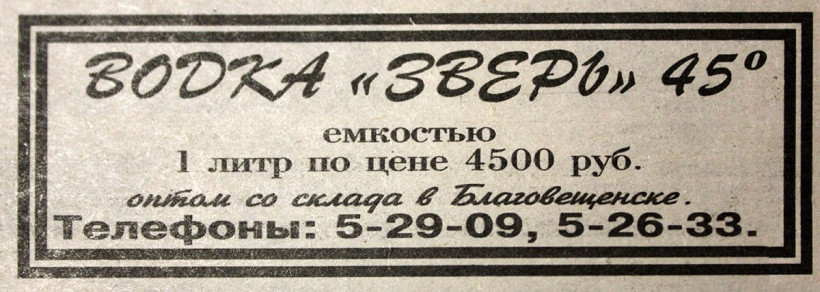 ВОДКА «ЗВЕРЬ» 45°
емкостью
1 литр по цене 4500 руб.
оптом со склада в Благовещенске.
Телефоны: 5-29-09, 5-26-33.